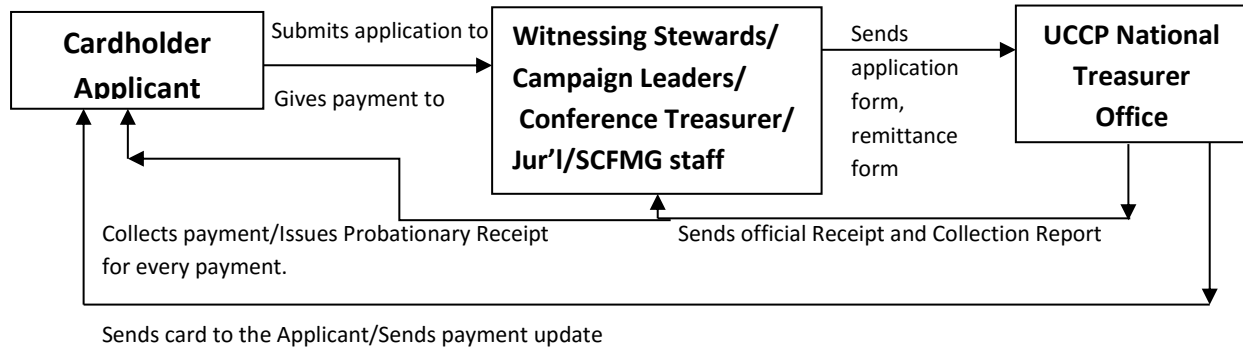 Cardholder
Applicant
Submits application to
Gives payment to
Witnessing Stewards/
Campaign Leaders/
Conference Treasurer/
Jur'l/SCFMG staff
Sends
application
form,
remittance
form
UCCP National
Treasurer
Office
Collects payment/Issues Probationary Receipt
for every payment.
Sends official Receipt and Collection Report
Sends card to the Applicant/Sends payment update